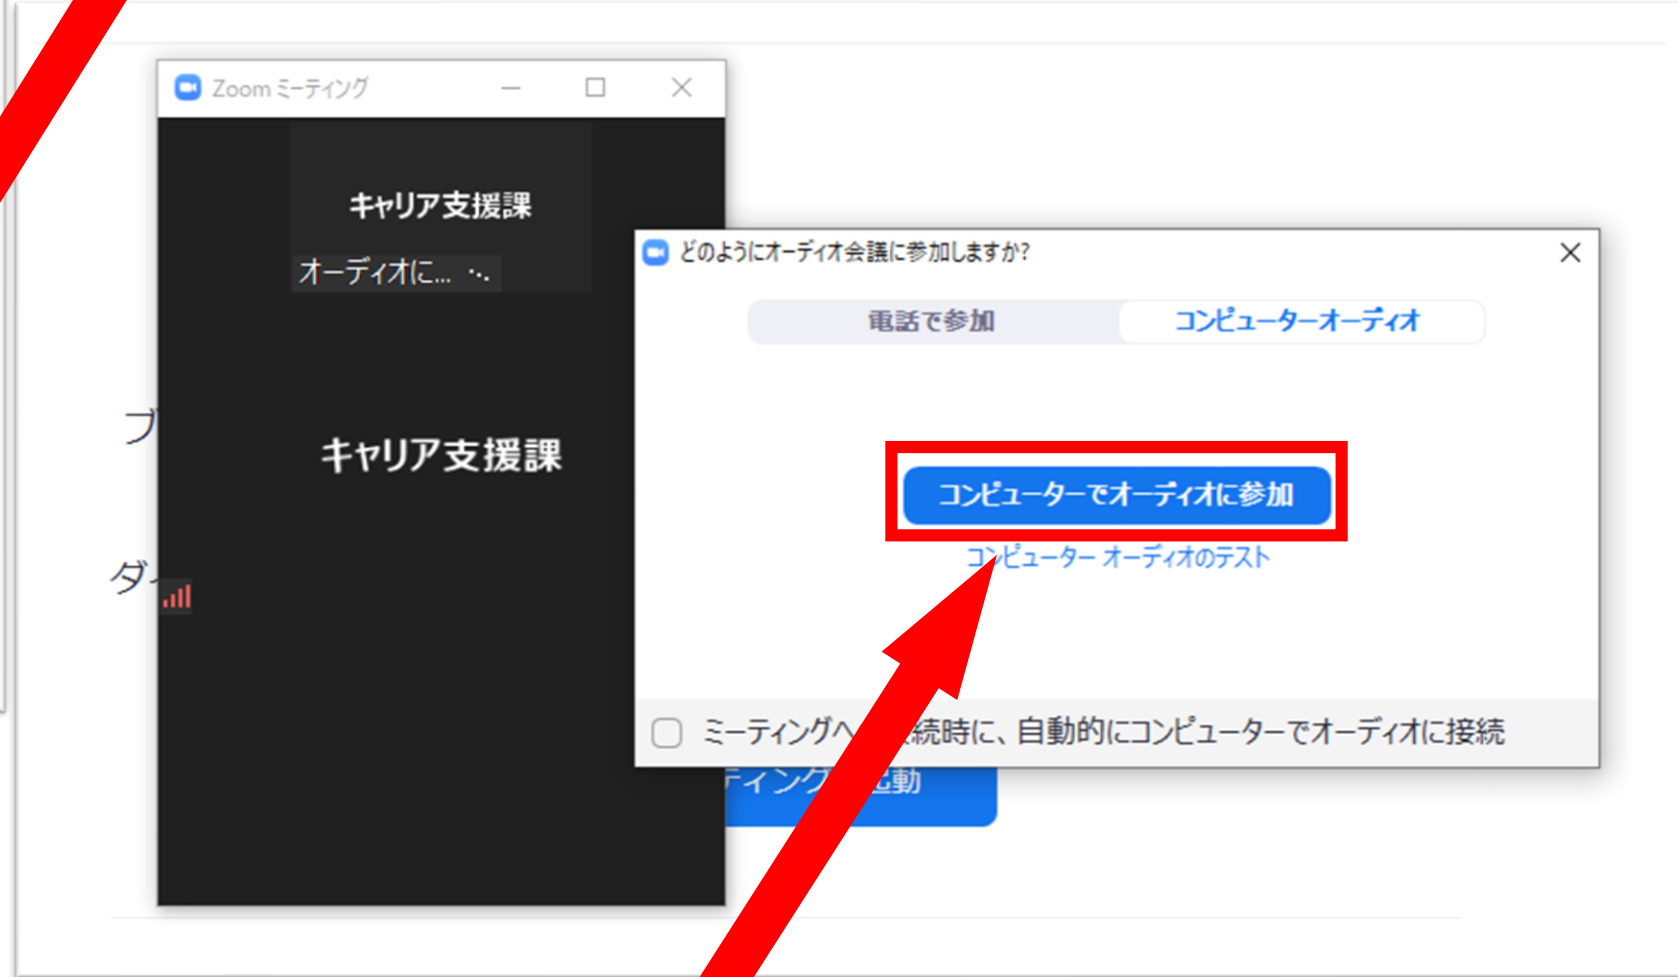 Zoom ミーティング
キャリア支援課
オーディオに...
キャリア支援課
どのようにオーディオ会議に参加しますか?
電話で参加
コンピューターオーディオ
コンピューターでオーディオに参加
コンピューター オーディオのテスト
ミーティングへ 続時に、自動的にコンピューターでオーディオに接続
ブ
ダ
ティング 起動